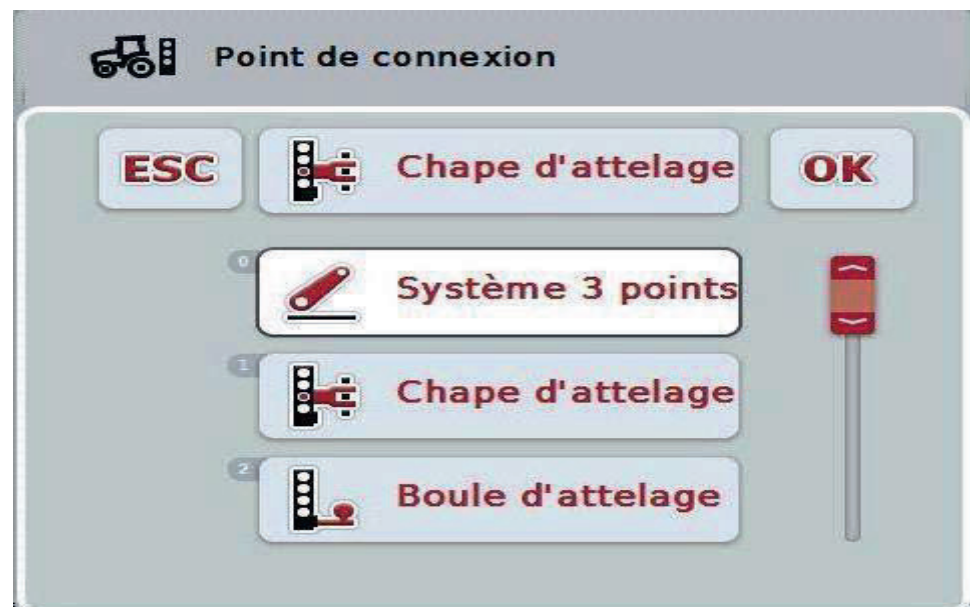 Point de connexion
ESC
Chape d'attelage
OK
0
Système 3 points
1
Chape d'attelage
2
Boule d'attelage